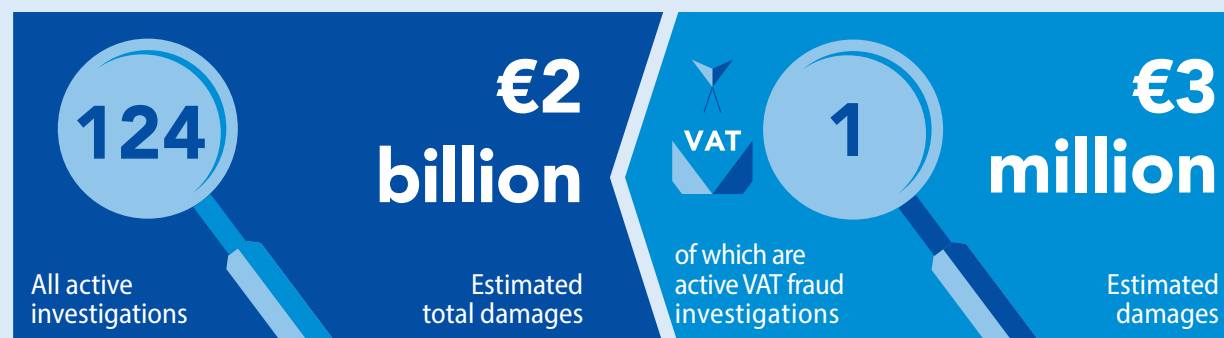 124
€2
billion
All active
investigations
Estimated
total damages
VAT
1
€3
million
of which are
active VAT fraud
investigations
Estimated
damages